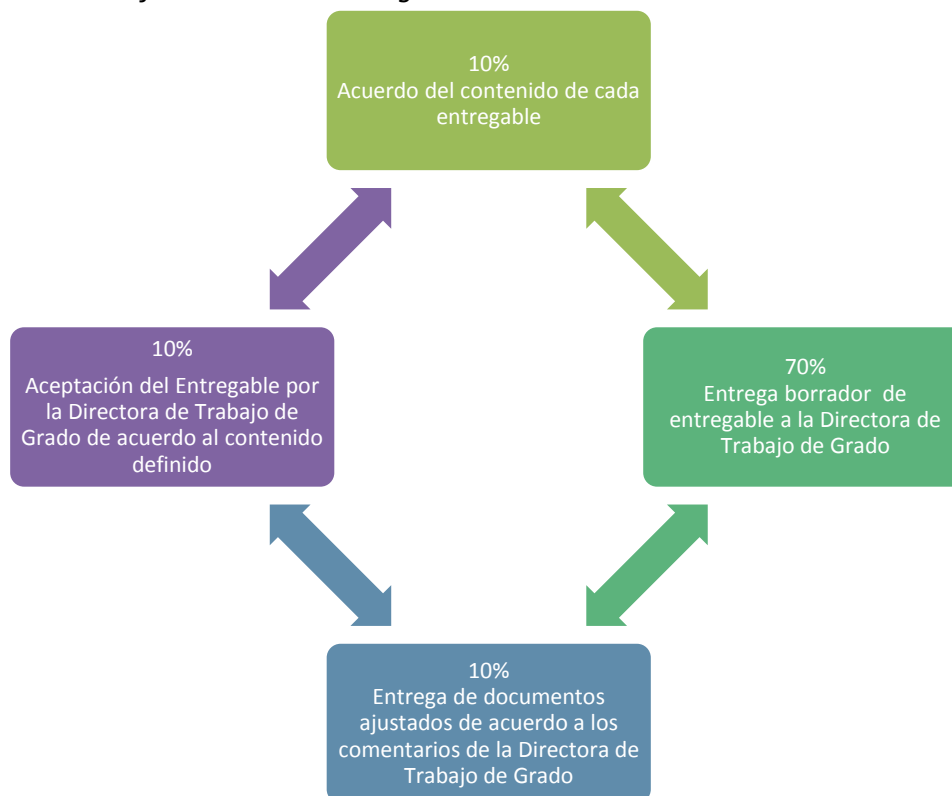 10%
Acuerdo del contenido de cada
entregable
10%
Aceptación del Entregable por
la Directora de Trabajo de
Grado de acuerdo al contenido
definido
70%
Entrega borrador de
entregable a la Directora de
Trabajo de Grado
10%
Entrega de documentos
ajustados de acuerdo a los
comentarios de la Directora de
Trabajo de Grado